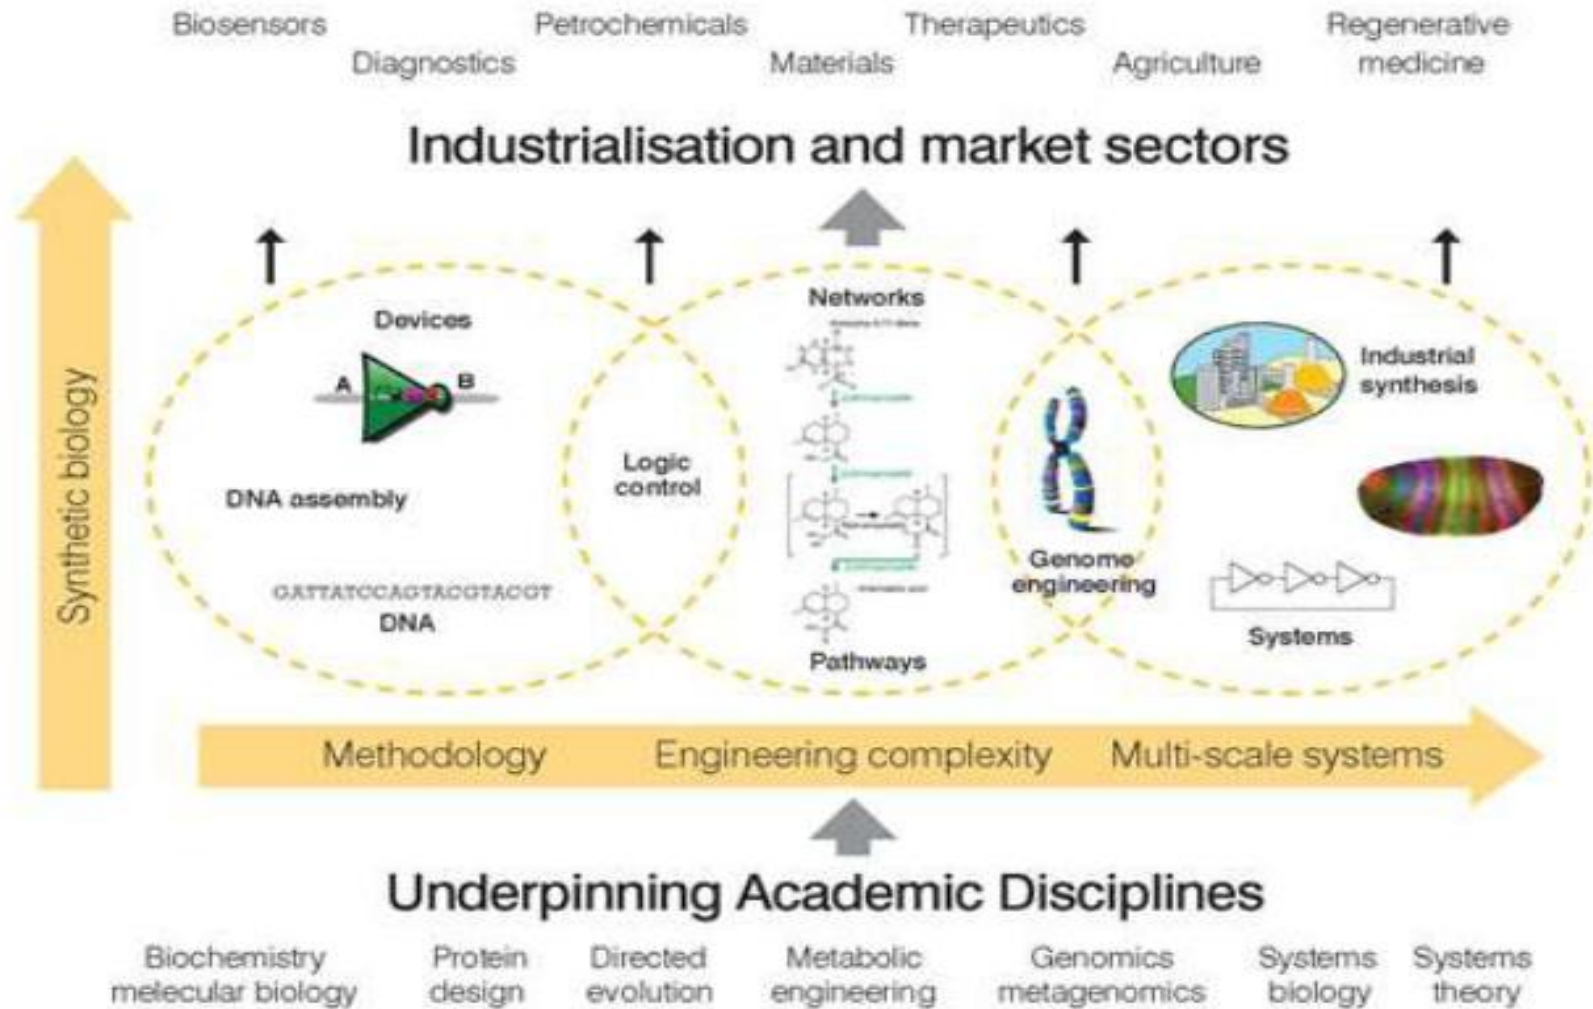 Biosensors
Petrochemicals
Therapeutics
Regenerative
medicine
Diagnostics
Materials
Agriculture
Industrialisation and market sectors
Synthetic biology
Devices
A
B
DNA assembly
GATTATCCAGTACGTACGT
DNA
Logic
control
Networks
Pathways
Genome
engineering
Industrial
synthesis
Systems
Methodology
Engineering complexity
Multi-scale systems
Underpinning Academic Disciplines
Biochemistry
molecular biology
Protein
design
Directed
evolution
Metabolic
engineering
Genomics
metagenomics
Systems
biology
Systems
theory